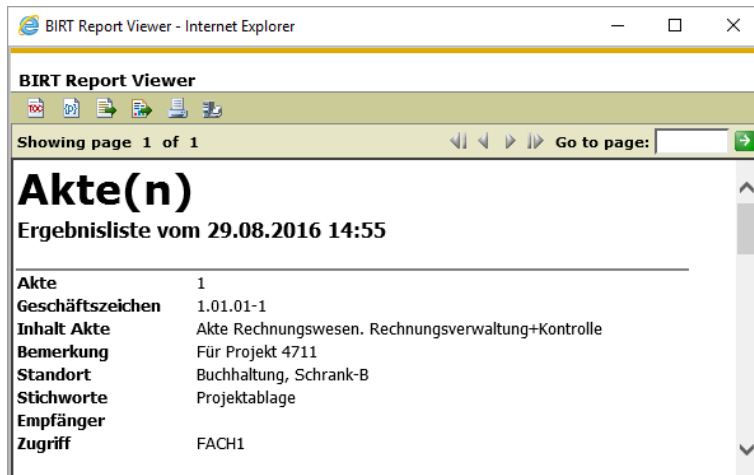 BIRT Report Viewer - Internet Explorer
BIRT Report Viewer
TOC
Showing page 1 of 1 Go to page:
Akte(n)
Ergebnisliste vom 29.08.2016 14:55
Akte 1
Geschäftszeichen 1.01.01-1
Inhalt Akte Akte Rechnungswesen. Rechnungsverwaltung+Kontrolle
Bemerkung Für Projekt 4711
Standort Buchhaltung, Schrank-B
Stichworte Projektablage
Empfänger
Zugriff FACH1